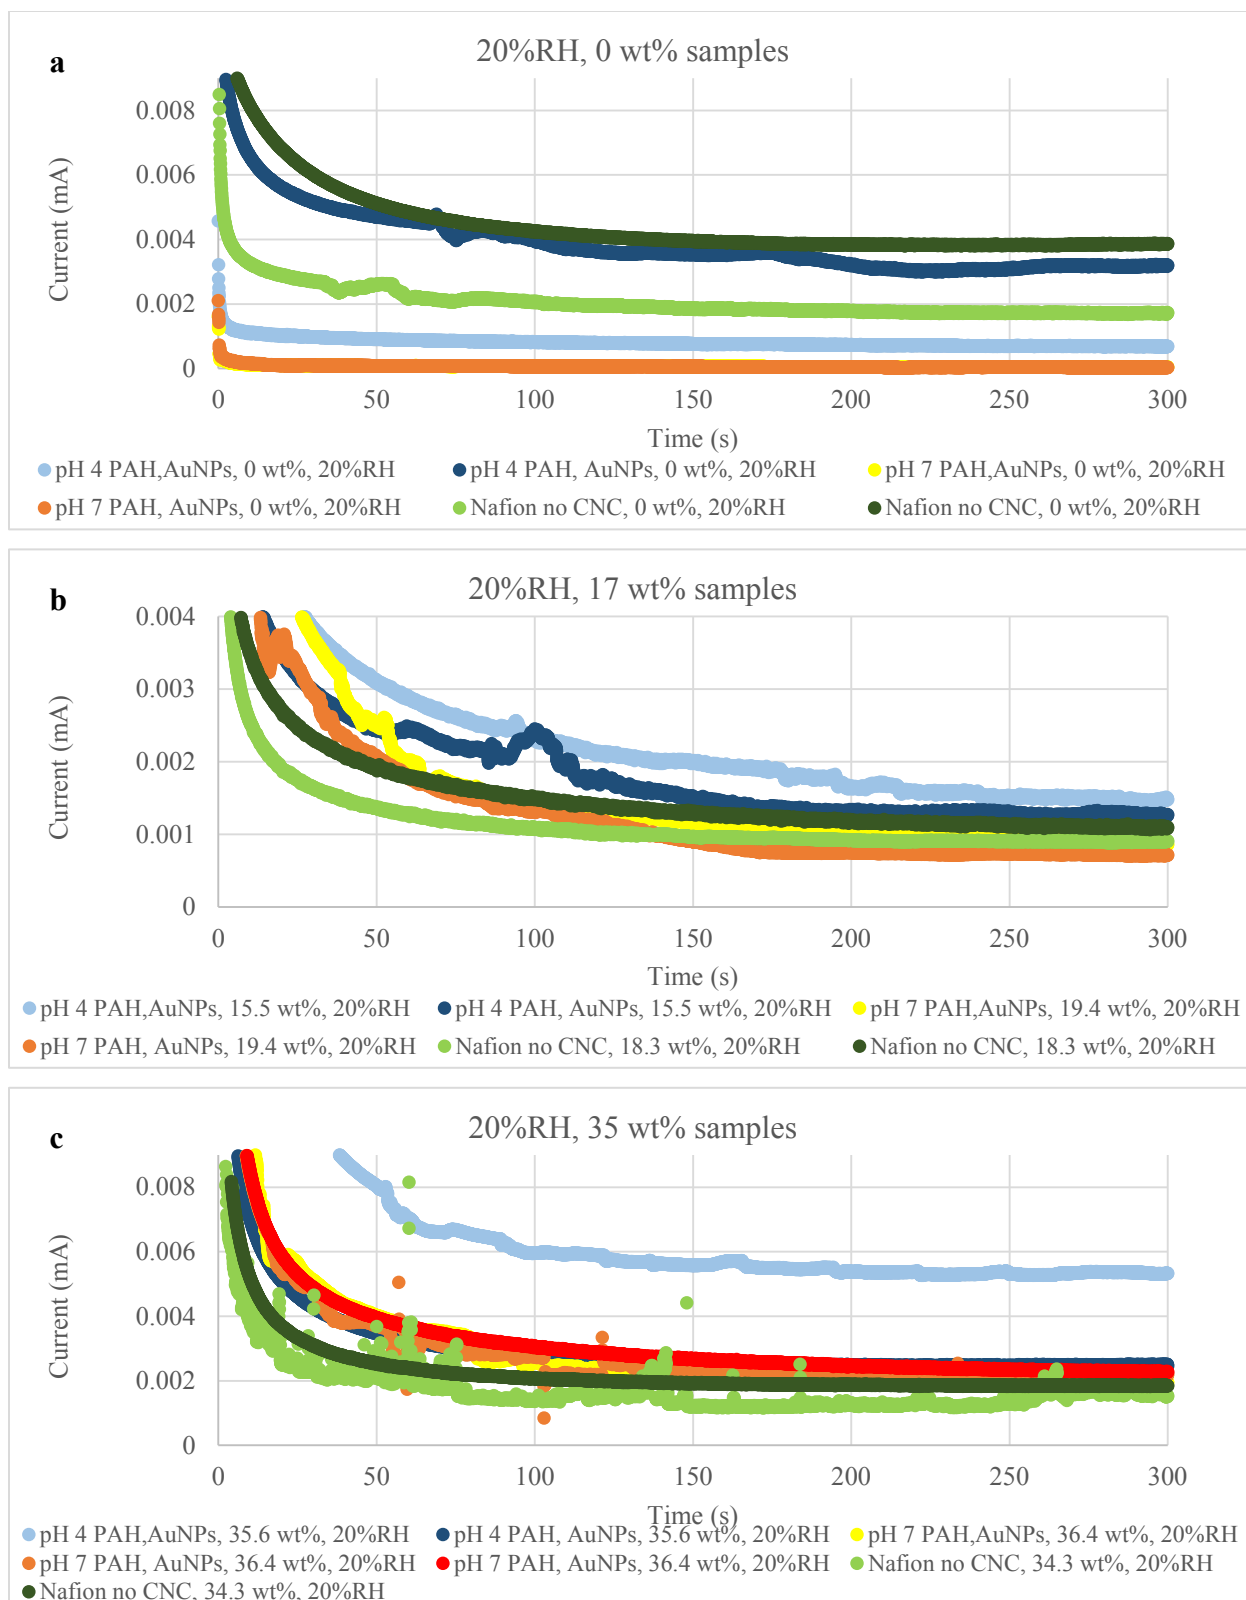 a
20%RH, 0 wt% samples
0.008
0.006
0.004
0.002
0
Current (mA)
0 50 100 150 200 250 300
Time (s)
pH 4 PAH,AuNPs, 0 wt%, 20%RH pH 4 PAH, AuNPs, 0 wt%, 20%RH pH 7 PAH,AuNPs, 0 wt%, 20%RH
pH 7 PAH, AuNPs, 0 wt%, 20%RH Nafion no CNC, 0 wt%, 20%RH Nafion no CNC, 0 wt%, 20%RH
b
20%RH, 17 wt% samples
0.004
0.003
0.002
0.001
0
Current (mA)
0 50 100 150 200 250 300
Time (s)
pH 4 PAH,AuNPs, 15.5 wt%, 20%RH pH 4 PAH, AuNPs, 15.5 wt%, 20%RH pH 7 PAH,AuNPs, 19.4 wt%, 20%RH
pH 7 PAH, AuNPs, 19.4 wt%, 20%RH Nafion no CNC, 18.3 wt%, 20%RH Nafion no CNC, 18.3 wt%, 20%RH
c
20%RH, 35 wt% samples
0.008
0.006
0.004
0.002
0
Current (mA)
0 50 100 150 200 250 300
Time (s)
pH 4 PAH,AuNPs, 35.6 wt%, 20%RH pH 4 PAH, AuNPs, 35.6 wt%, 20%RH pH 7 PAH,AuNPs, 36.4 wt%, 20%RH
pH 7 PAH, AuNPs, 36.4 wt%, 20%RH pH 7 PAH, AuNPs, 36.4 wt%, 20%RH Nafion no CNC, 34.3 wt%, 20%RH
Nafion no CNC, 34.3 wt%, 20%RH